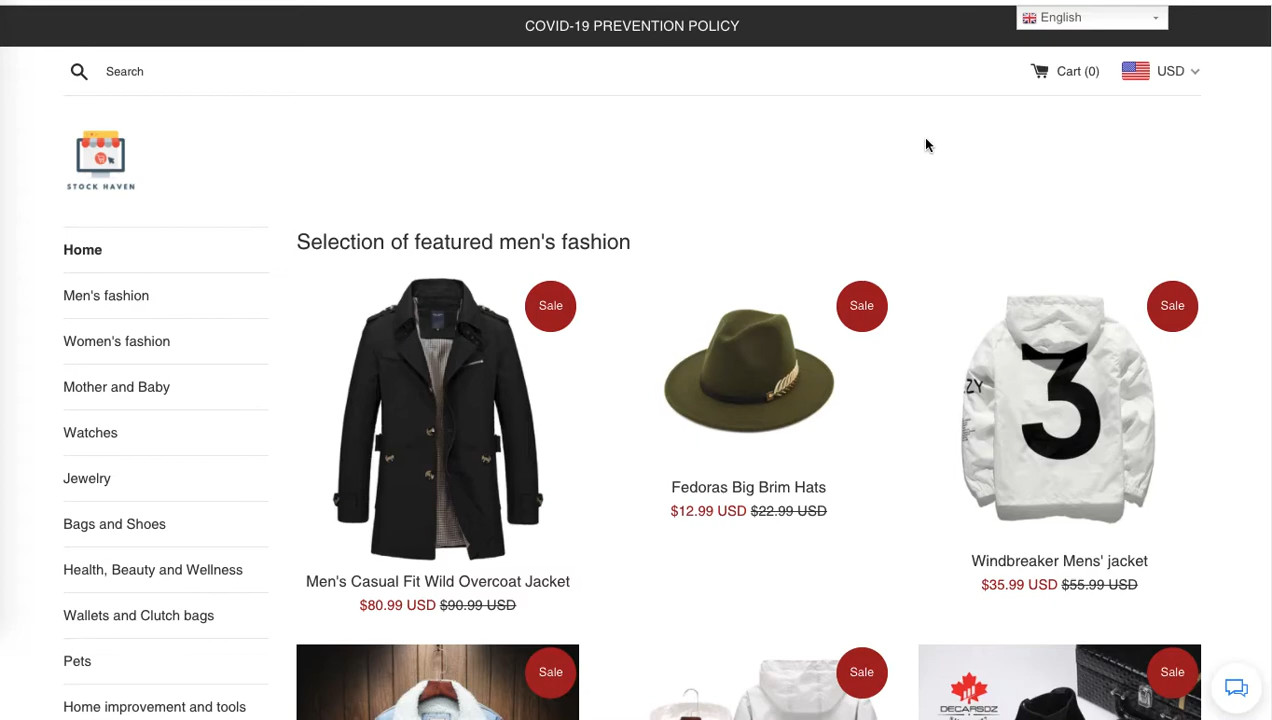 COVID-19 PREVENTION POLICY
English
Search
Cart (0)
USD
STOCK HAVEN
Home
Men's fashion
Women's fashion
Mother and Baby
Watches
Jewelry
Bags and Shoes
Health, Beauty and Wellness
Wallets and Clutch bags
Pets
Home improvement and tools
Selection of featured men's fashion
Sale
Men's Casual Fit Wild Overcoat Jacket
$80.99 USD $90.99 USD
Sale
Fedoras Big Brim Hats
$12.99 USD $22.99 USD
Sale
ZY
3
Windbreaker Mens' jacket
$35.99 USD $55.99 USD
Sale
Sale
Sale
DECARSDZ